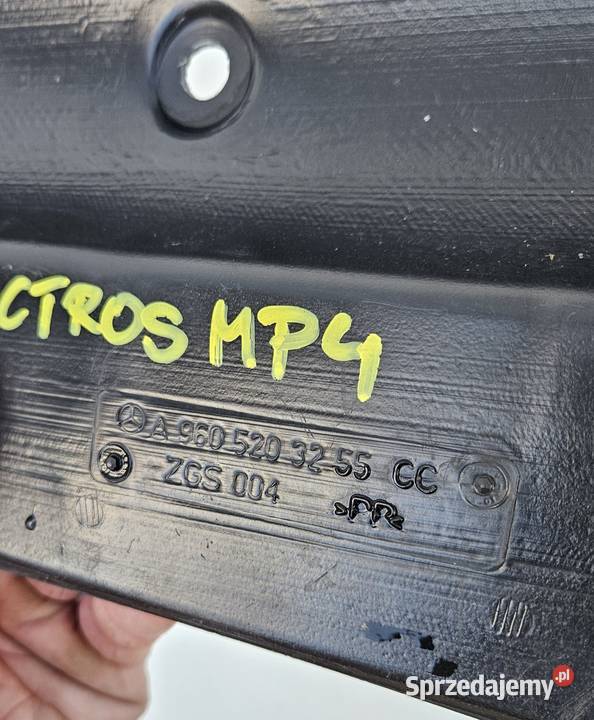 CTROS MP4
A 960 520 32 55 CC
ZGS 004 >PP<
Sprzedajemy.pl